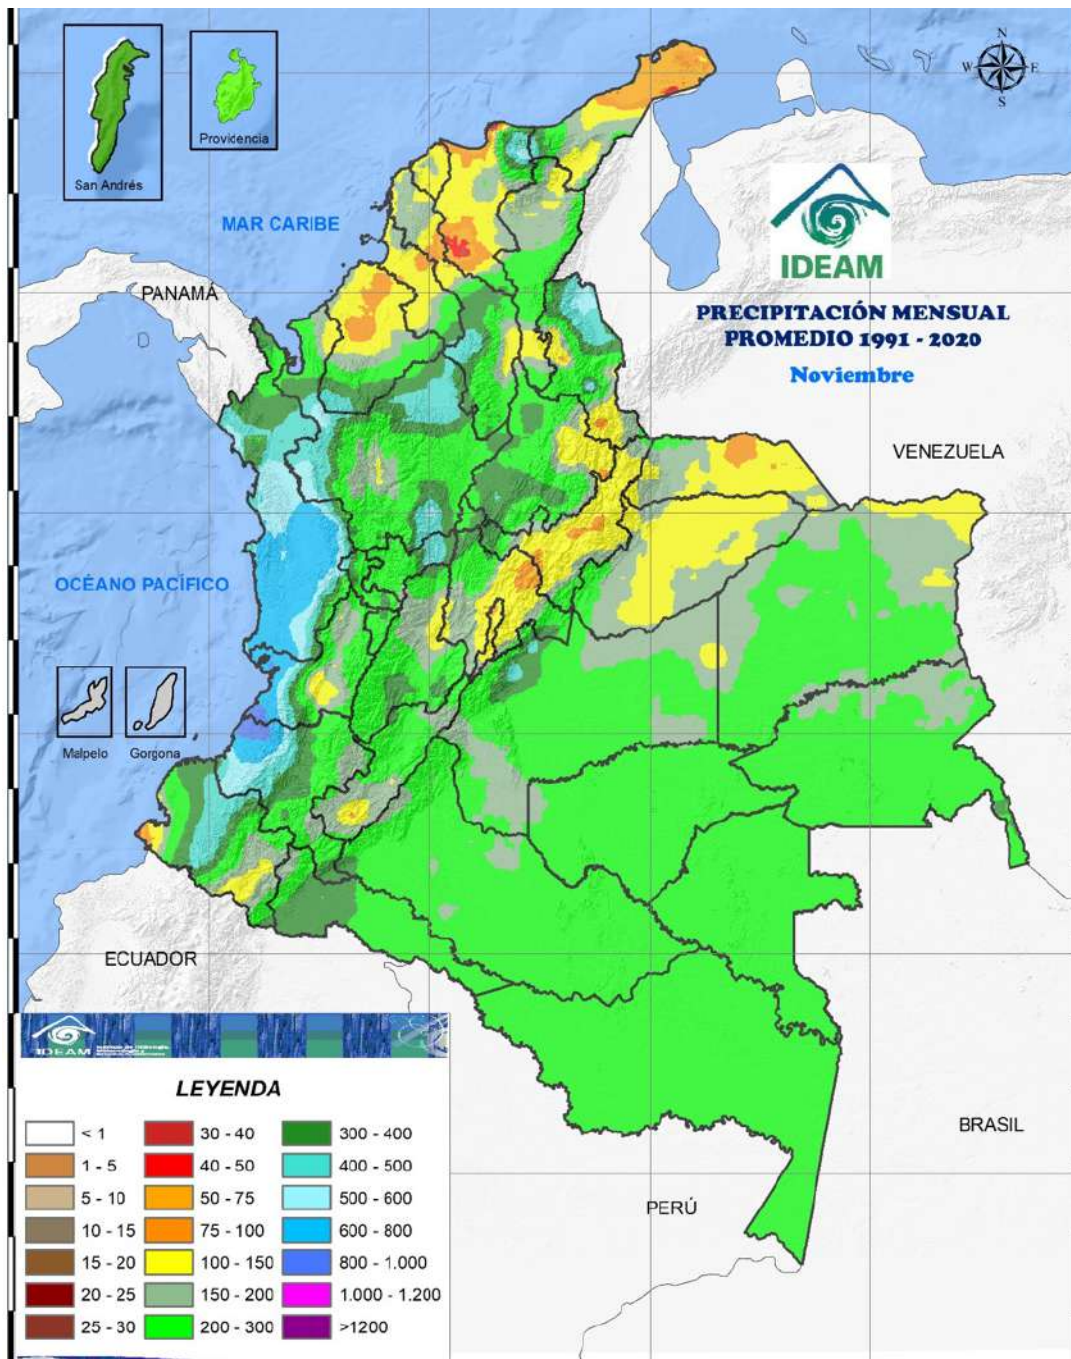 N
W E
S
San Andrés
Providencia
MAR CARIBE
IDEAM
PANAMÁ
PRECIPITACIÓN MENSUAL
PROMEDIO 1991 - 2020
Noviembre
VENEZUELA
OCÉANO PACÍFICO
Malpelo
Gorgona
ECUADOR
IDEAM
LEYENDA
< 1
30 - 40
300 - 400
1 - 5
40 - 50
400 - 500
5 - 10
50 - 75
500 - 600
10 - 15
75 - 100
600 - 800
15 - 20
100 - 150
800 - 1.000
20 - 25
150 - 200
1.000 - 1.200
25 - 30
200 - 300
>1200
BRASIL
PERÚ